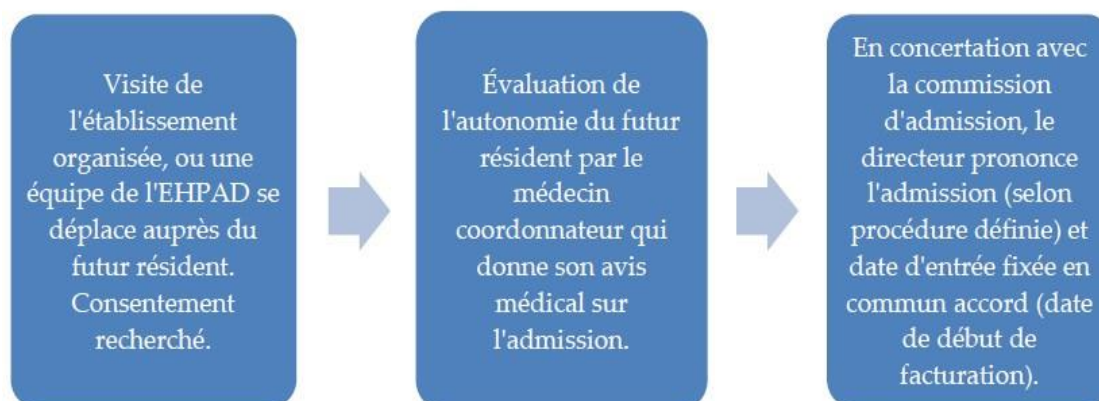 Visite de
l'établissement
organisée, ou une
équipe de l'EHPAD se
déplace auprès du
futur résident.
Consentement
recherché.
Évaluation de
l'autonomie du futur
résident par le
médecin
coordonnateur qui
donne son avis
médical sur
l'admission.
En concertation avec
la commission
d'admission, le
directeur prononce
l'admission (selon
procédure définie) et
date d'entrée fixée en
commun accord (date
de début de
facturation).